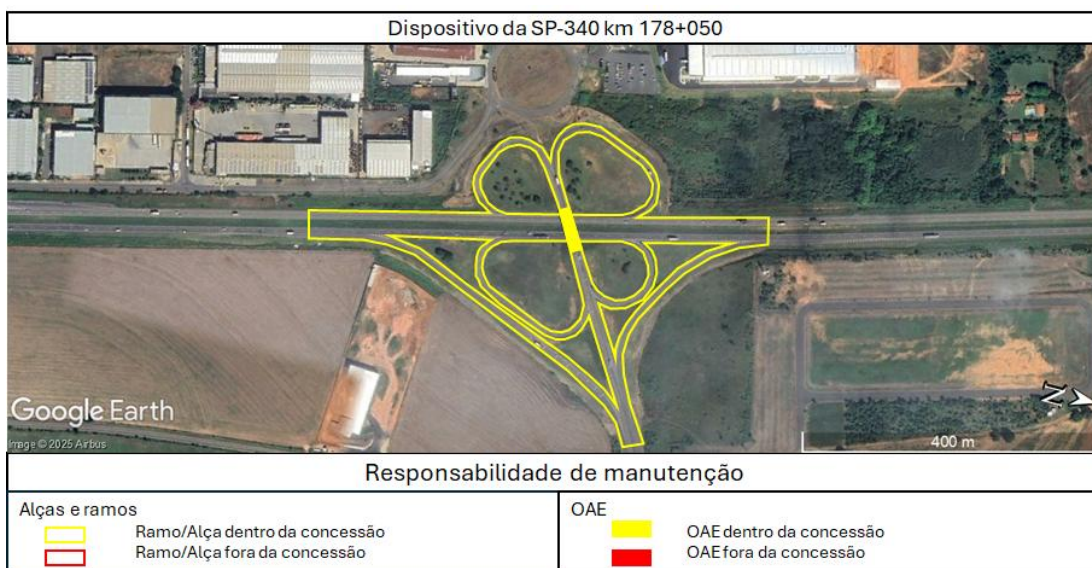 Dispositivo da SP-340 km 178+050
Google Earth
Image © 2025 Airbus
N
400 m
Responsabilidade de manutenção
Alças e ramos
Ramo/Alça dentro da concessão
Ramo/Alça fora da concessão
OAE
OAE dentro da concessão
OAE fora da concessão